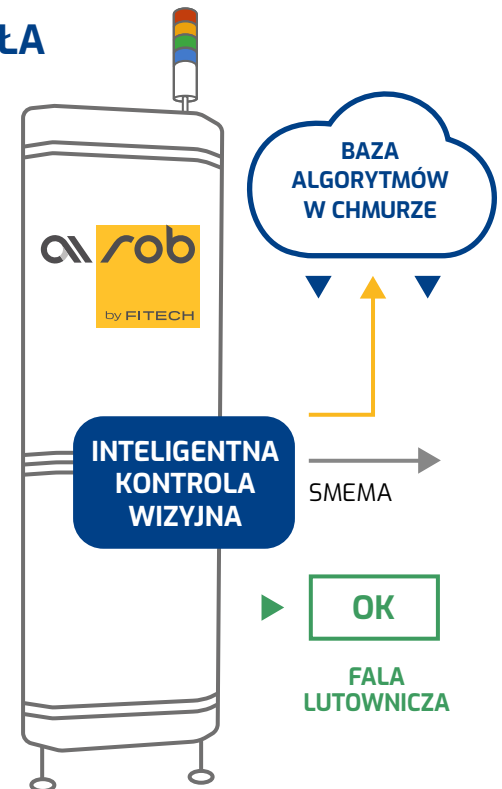 ŁA
BAZA
ALGORYTMÓW
W CHMURZE
rob
by FITECH
INTELIGENTNA
KONTROLA
WIZYJNA
SMEMA
OK
FALA
LUTOWNICZA